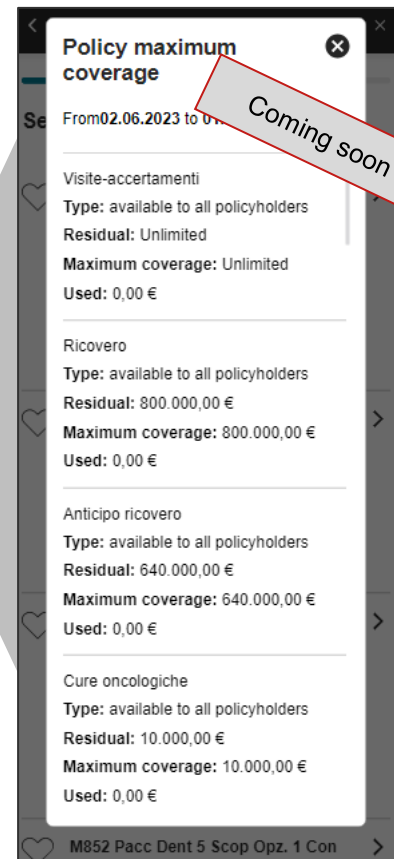 Policy maximum
coverage
From02.06.2023 to
Coming soon
Se
Visite-accertamenti
Type: available to all policyholders
Residual: Unlimited
Maximum coverage: Unlimited
Used: 0,00 €
Ricovero
Type: available to all policyholders
Residual: 800.000,00 €
Maximum coverage: 800.000,00 €
Used: 0,00 €
Anticipo ricovero
Type: available to all policyholders
Residual: 640.000,00 €
Maximum coverage: 640.000,00 €
Used: 0,00 €
Cure oncologiche
Type: available to all policyholders
Residual: 10.000,00 €
Maximum coverage: 10.000,00 €
Used: 0,00 €
M852 Pacc Dent 5 Scop Opz. 1 Con